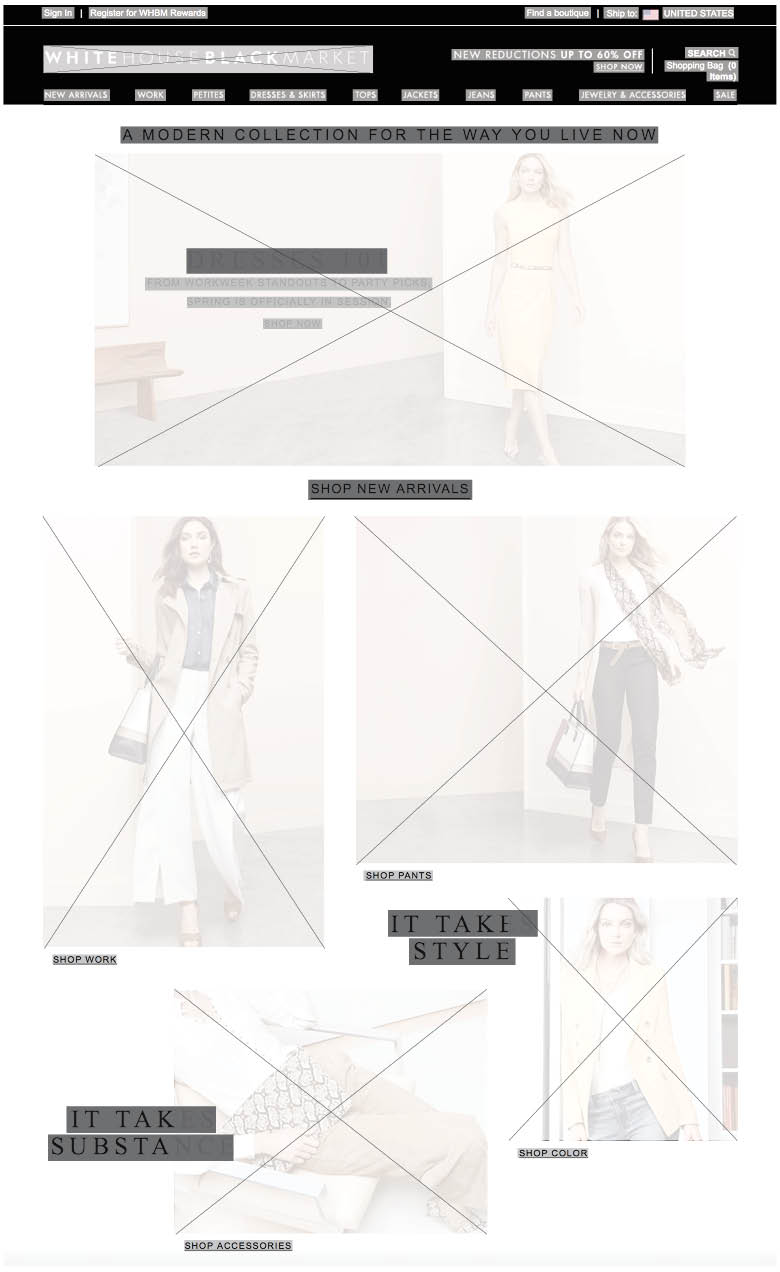 Sign In | Register for WHBM Rewards
Find a boutique | Ship to: UNITED STATES
WHITEHOUSEBLACKMARKET
NEW REDUCTIONS UP TO 60% OFF
SHOP NOW
SEARCH
Shopping Bag (0
Items)
NEW ARRIVALS WORK PETITES DRESSES & SKIRTS TOPS JACKETS JEANS PANTS JEWELRY & ACCESSORIES SALE
A MODERN COLLECTION FOR THE WAY YOU LIVE NOW
DRESSES 101
FROM WORKWEEK STANDOUTS TO PARTY PICKS,
SPRING IS OFFICIALLY IN SESSION.
SHOP NOW
SHOP NEW ARRIVALS
SHOP PANTS
IT TAKES
STYLE
SHOP WORK
IT TAKES
SUBSTANCE
SHOP COLOR
SHOP ACCESSORIES